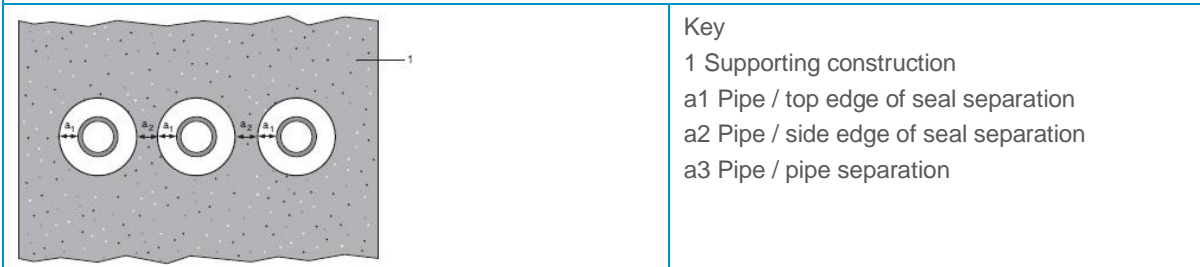 1
a1
a2
a1
a2
a1
Key
1 Supporting construction
a1 Pipe / top edge of seal separation
a2 Pipe / side edge of seal separation
a3 Pipe / pipe separation